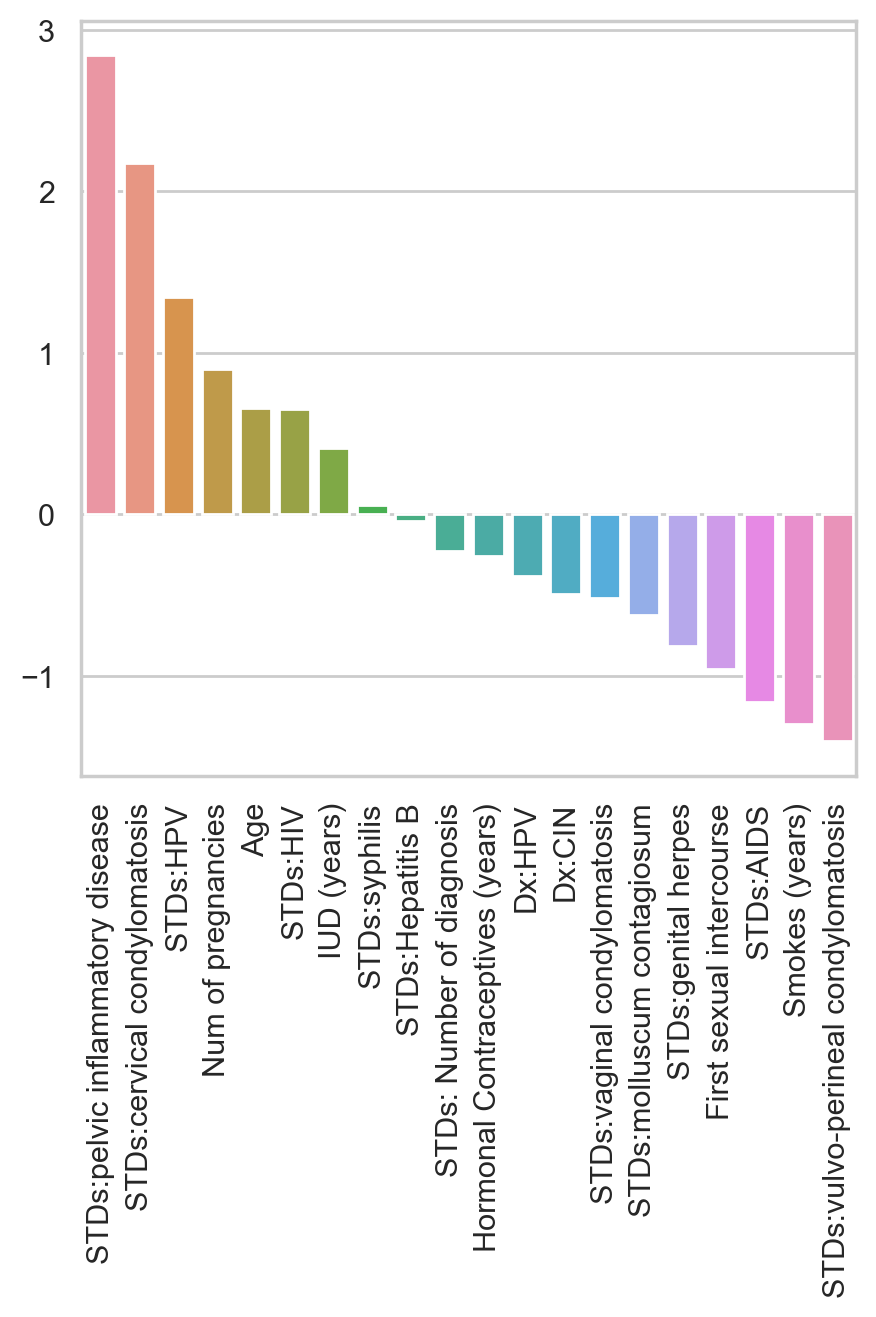 3
2
1
0
−1
STDs:pelvic inflammatory disease
STDs:cervical condylomatosis
STDs:HPV
Num of pregnancies
Age
STDs:HIV
IUD (years)
STDs:syphilis
STDs:Hepatitis B
STDs: Number of diagnosis
Hormonal Contraceptives (years)
Dx:HPV
Dx:CIN
STDs:vaginal condylomatosis
STDs:molluscum contagiosum
STDs:genital herpes
First sexual intercourse
STDs:AIDS
Smokes (years)
STDs:vulvo-perineal condylomatosis